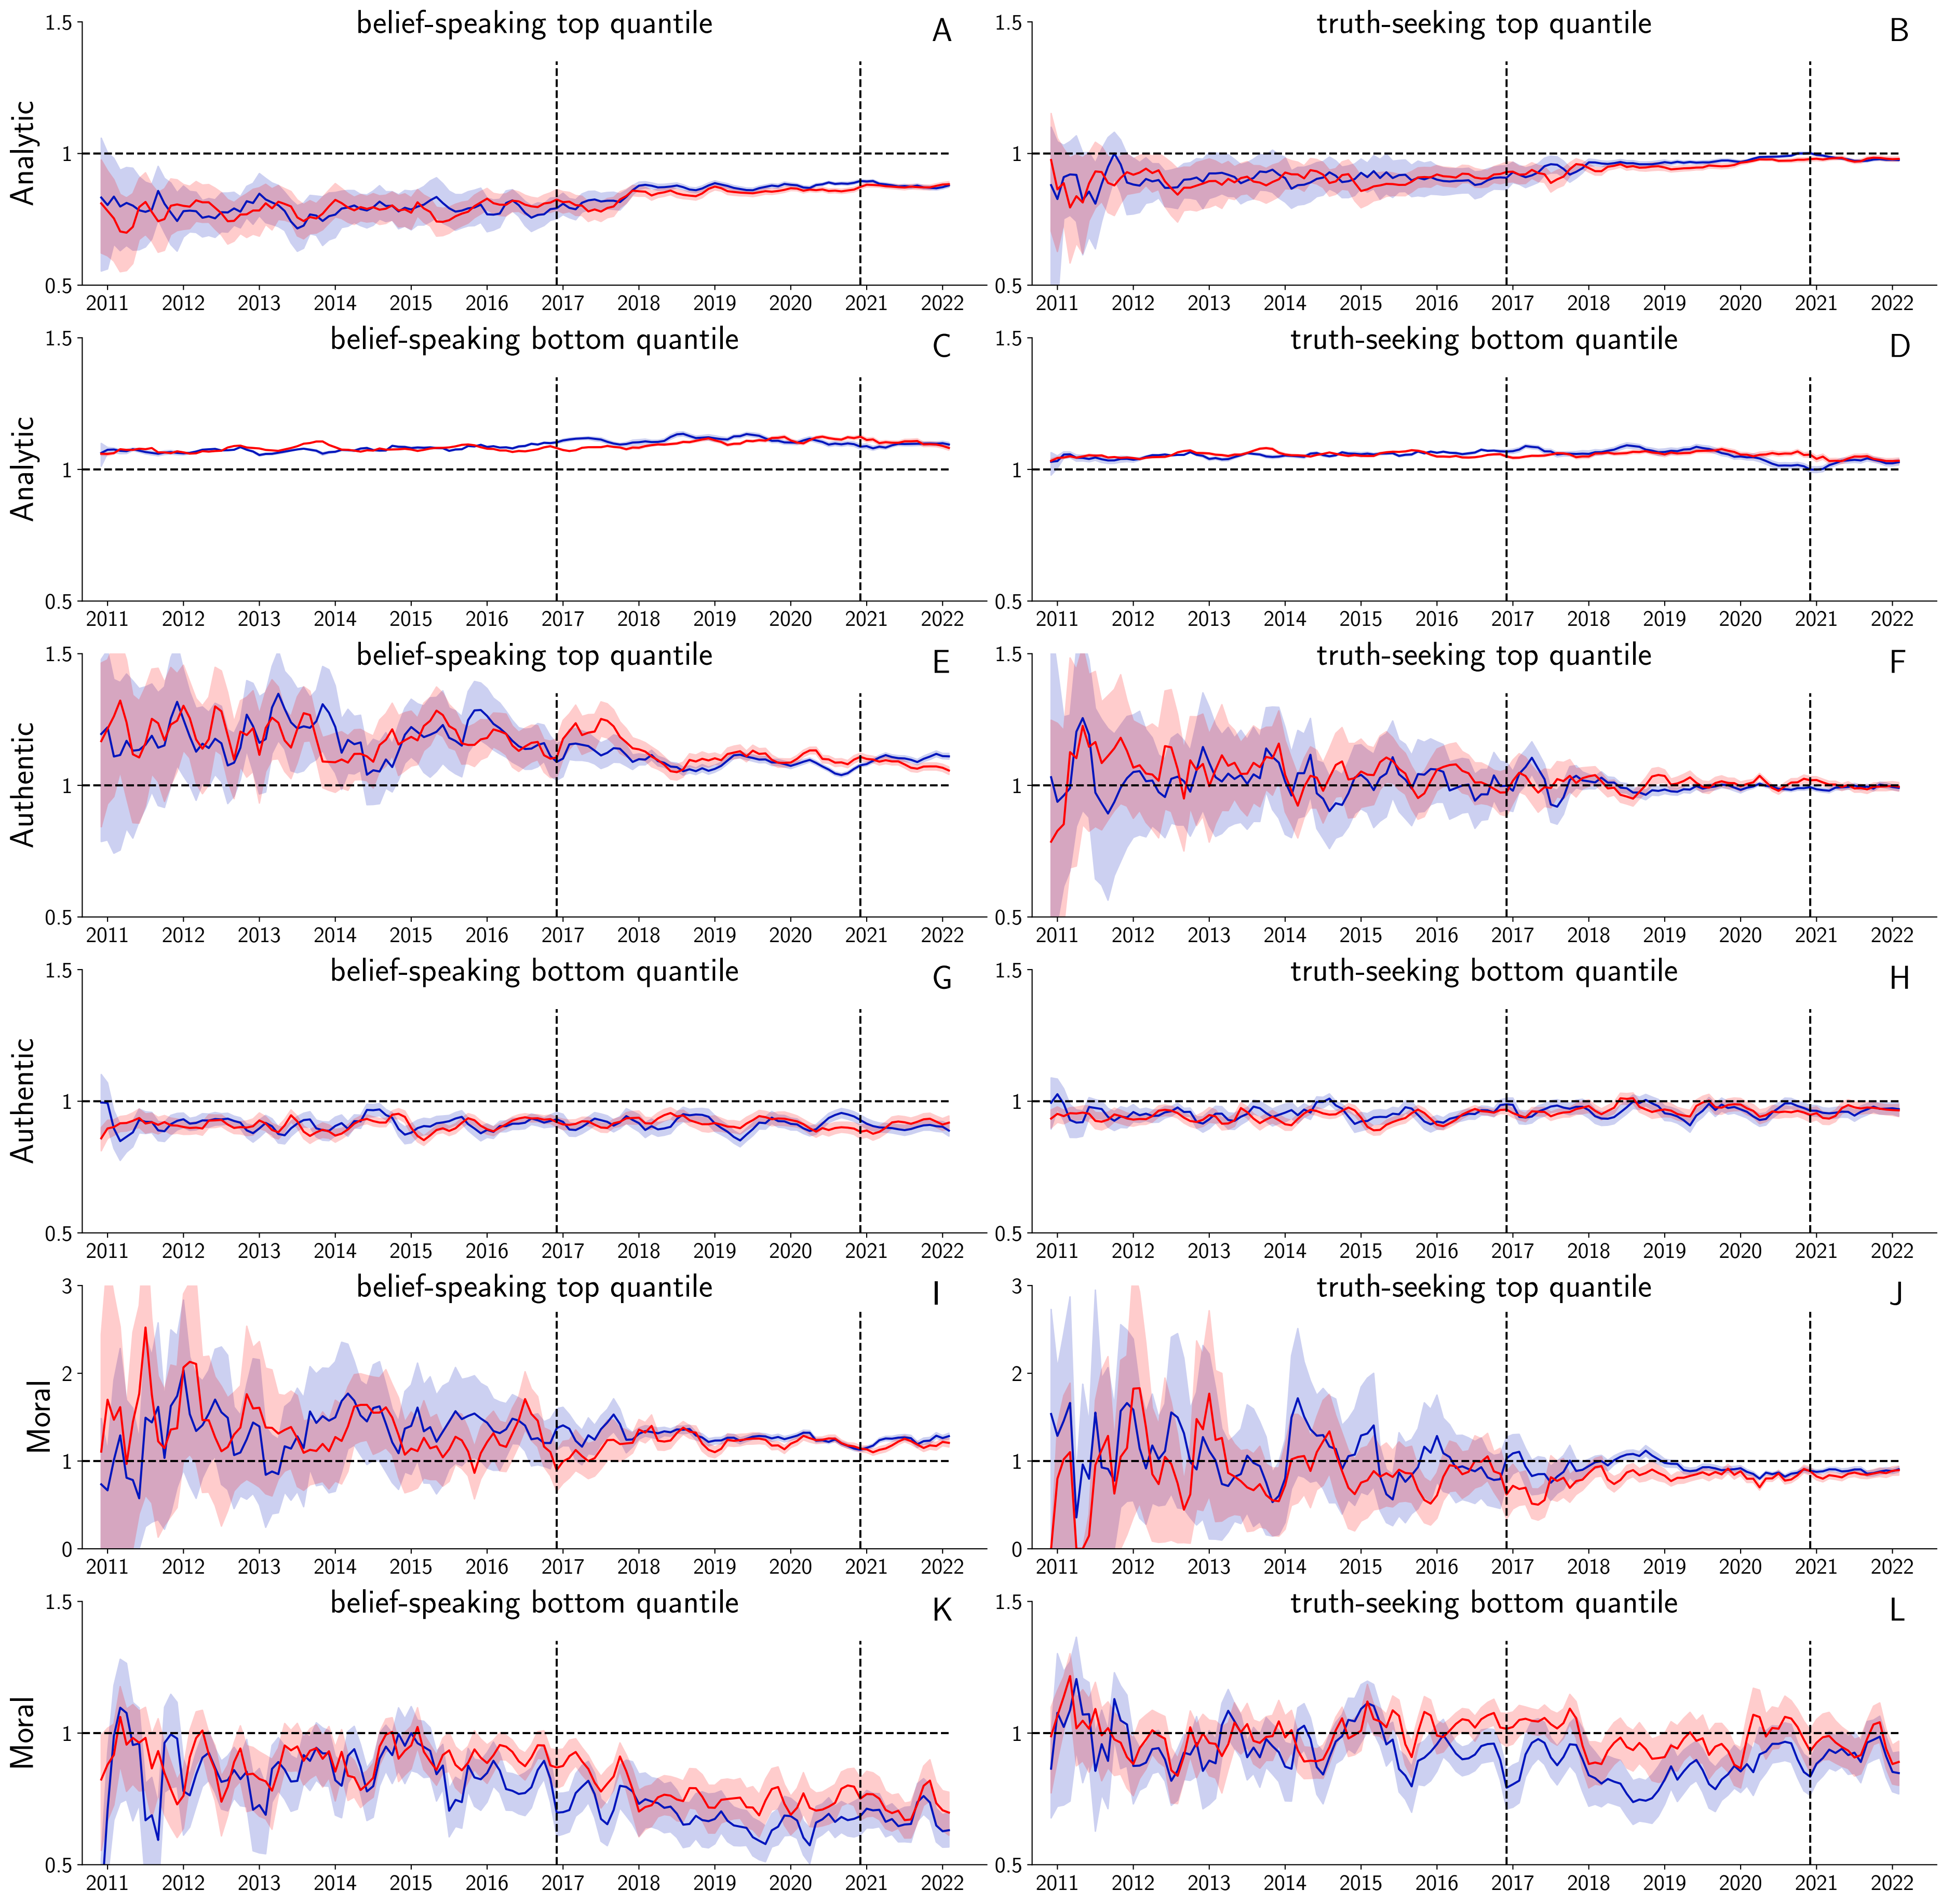 belief-speaking top quantile A
1.5
1
0.5
Analytic
2011 2012 2013 2014 2015 2016 2017 2018 2019 2020 2021 2022
truth-seeking top quantile B
1.5
1
0.5
2011 2012 2013 2014 2015 2016 2017 2018 2019 2020 2021 2022
belief-speaking bottom quantile C
1.5
1
0.5
Analytic
2011 2012 2013 2014 2015 2016 2017 2018 2019 2020 2021 2022
truth-seeking bottom quantile D
1.5
1
0.5
2011 2012 2013 2014 2015 2016 2017 2018 2019 2020 2021 2022
belief-speaking top quantile E
1.5
1
0.5
Authentic
2011 2012 2013 2014 2015 2016 2017 2018 2019 2020 2021 2022
truth-seeking top quantile F
1.5
1
0.5
2011 2012 2013 2014 2015 2016 2017 2018 2019 2020 2021 2022
belief-speaking bottom quantile G
1.5
1
0.5
Authentic
2011 2012 2013 2014 2015 2016 2017 2018 2019 2020 2021 2022
truth-seeking bottom quantile H
1.5
1
0.5
2011 2012 2013 2014 2015 2016 2017 2018 2019 2020 2021 2022
belief-speaking top quantile I
3
2
1
0
Moral
2011 2012 2013 2014 2015 2016 2017 2018 2019 2020 2021 2022
truth-seeking top quantile J
3
2
1
0
2011 2012 2013 2014 2015 2016 2017 2018 2019 2020 2021 2022
belief-speaking bottom quantile K
1.5
1
0.5
Moral
2011 2012 2013 2014 2015 2016 2017 2018 2019 2020 2021 2022
truth-seeking bottom quantile L
1.5
1
0.5
2011 2012 2013 2014 2015 2016 2017 2018 2019 2020 2021 2022